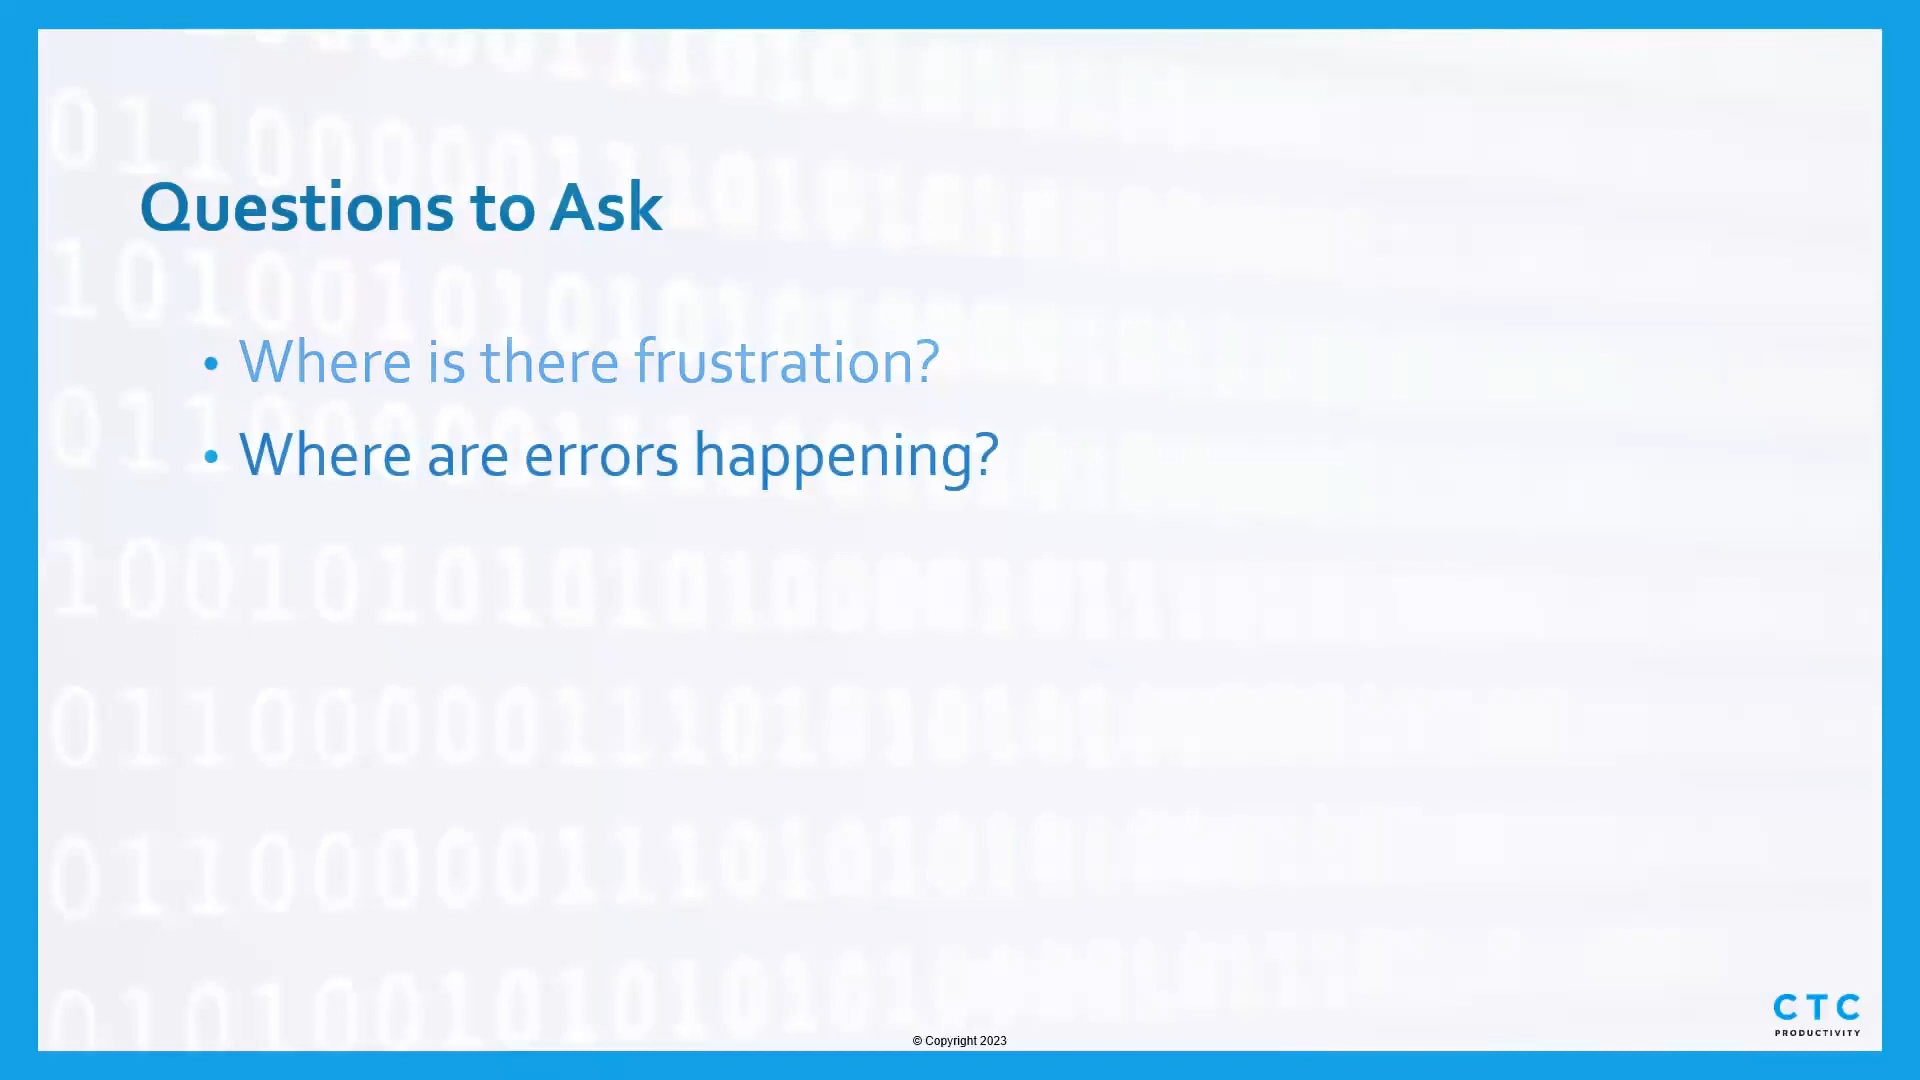 Questions to Ask
• Where is there frustration?
• Where are errors happening?
CTC
PRODUCTIVITY
© Copyright 2023